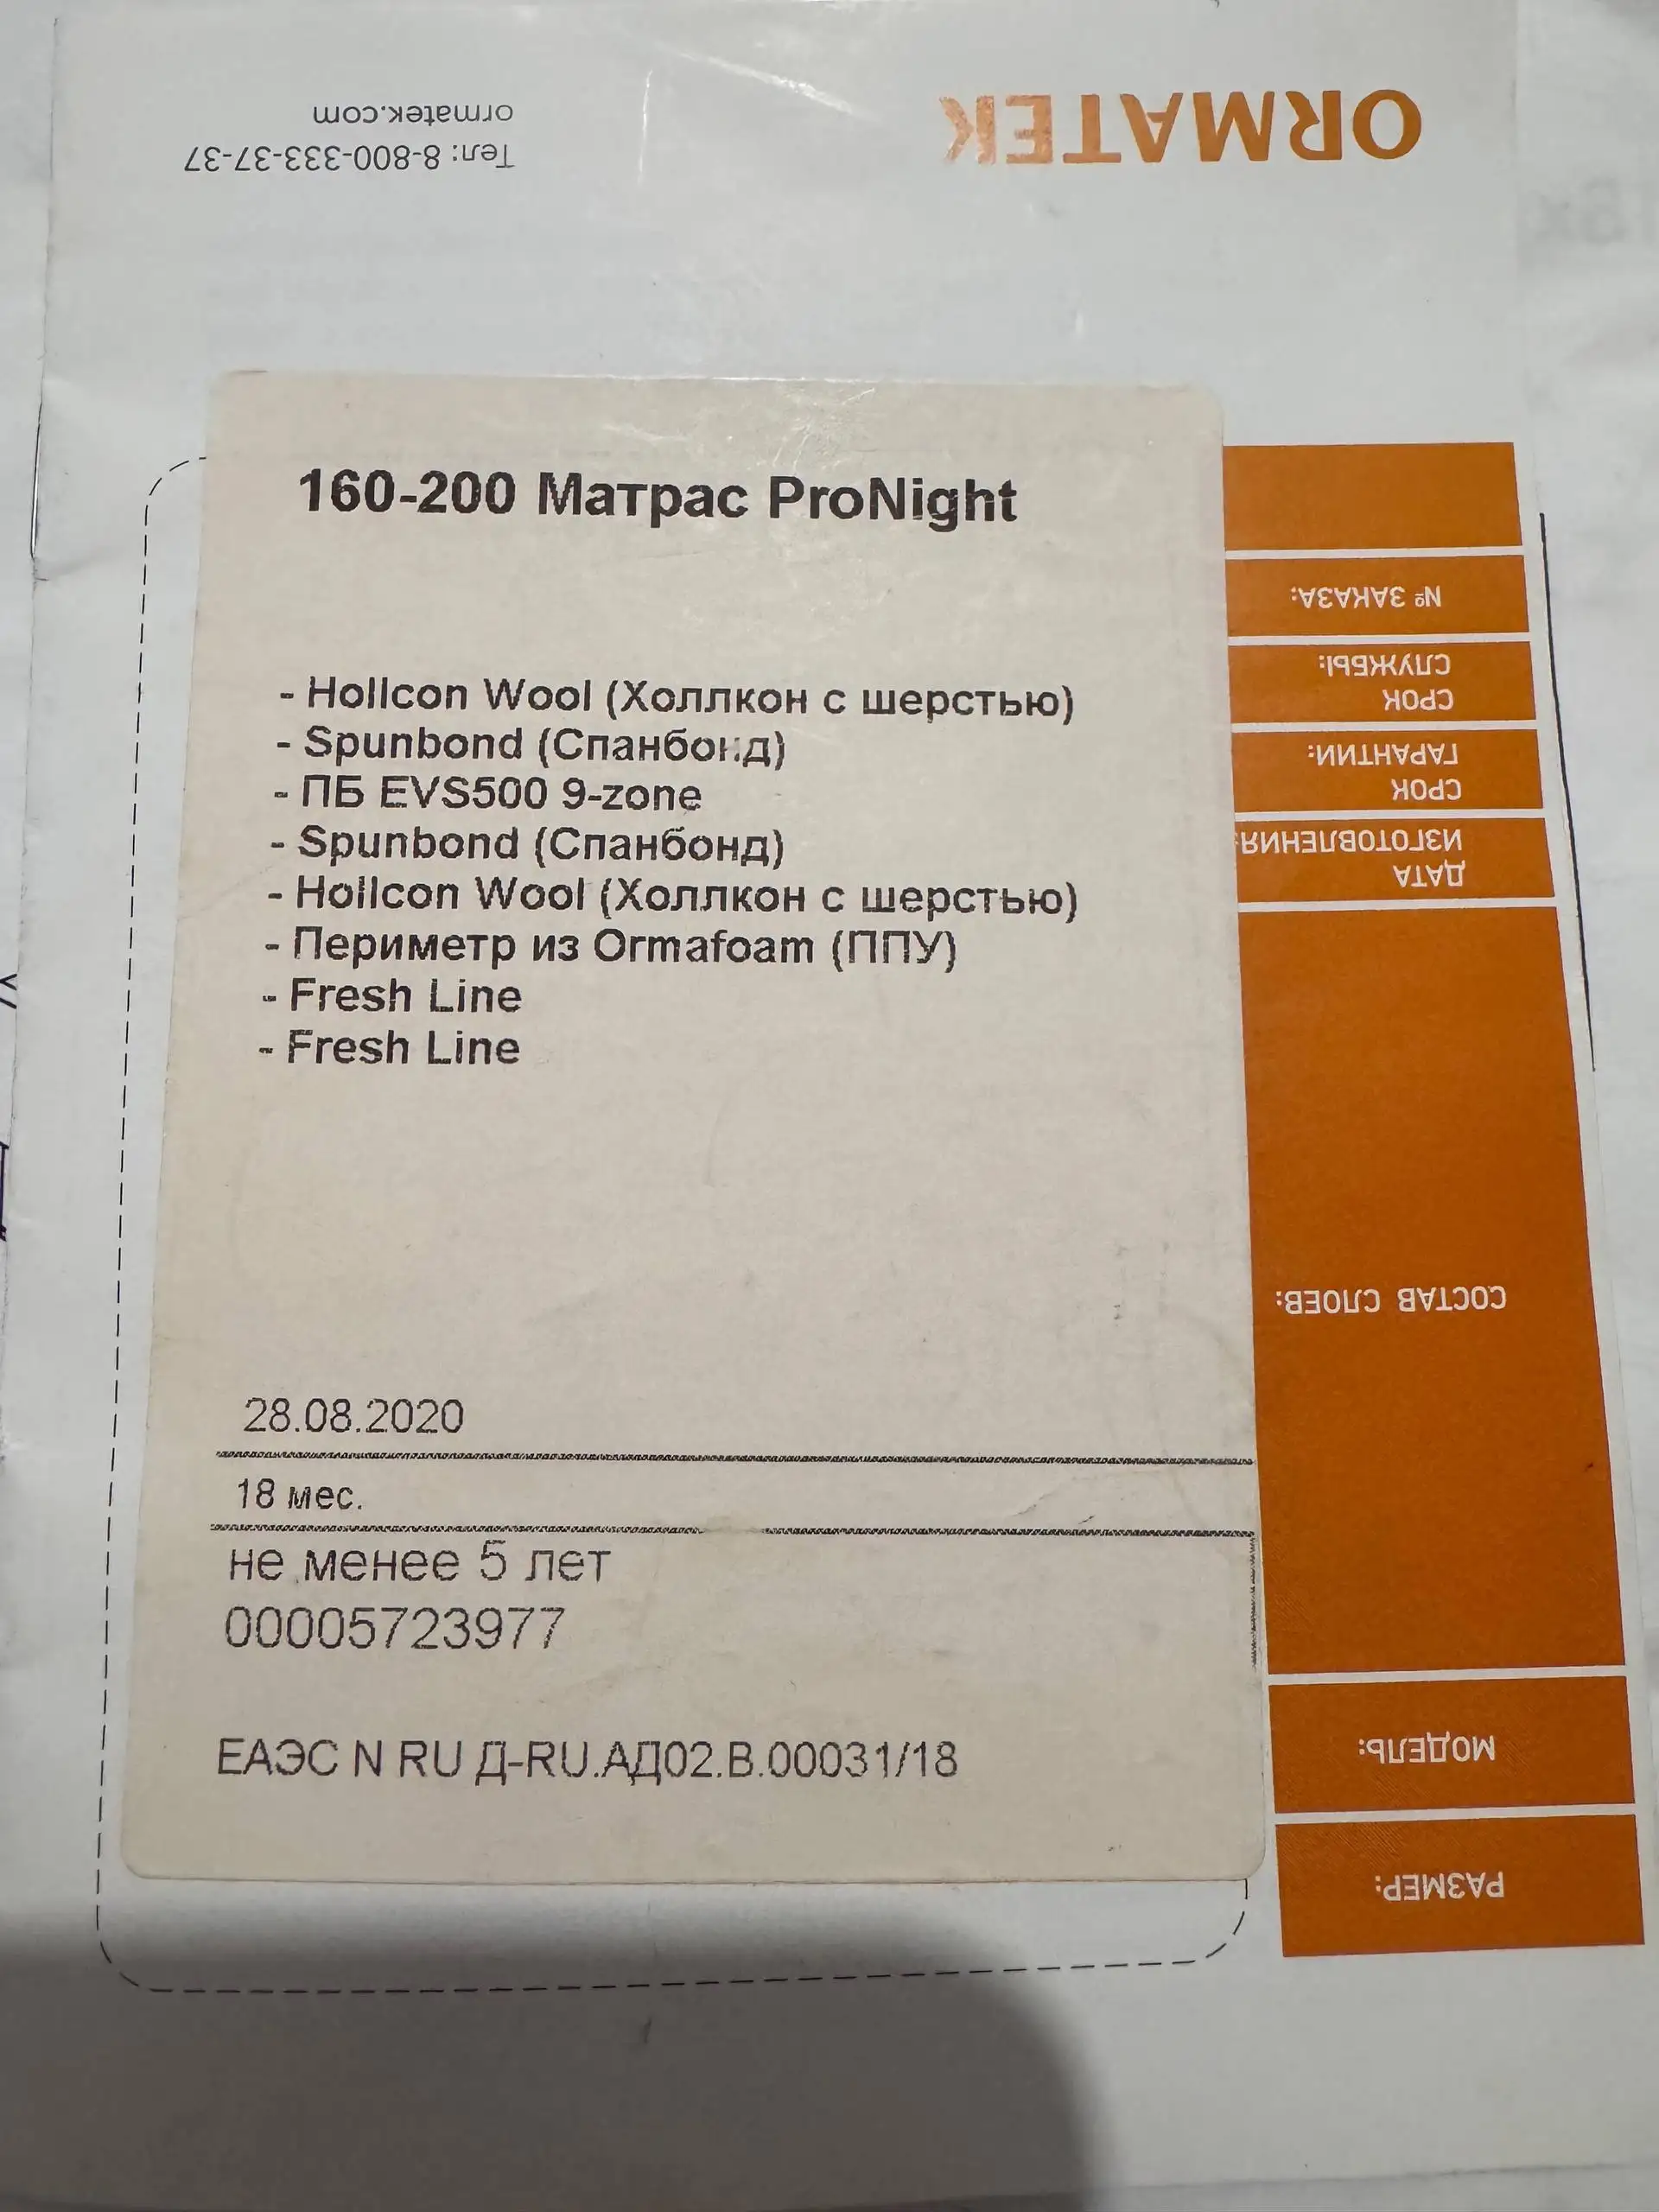 ORMATEK
Тел: 8-800-333-37-37
ormatek.com
160-200 Матрас ProNight
- Hollcon Wool (Холлкон с шерстью)
- Spunbond (Спанбонд)
- ПБ EVS500 9-zone
- Spunbond (Спанбонд)
- Hollcon Wool (Холлкон с шерстью)
- Периметр из Ormafoam (ППУ)
- Fresh Line
- Fresh Line
28.08.2020
18 мес.
не менее 5 лет
00005723977
ЕАЭС N RU Д-RU.АД02.В.00031/18
РАЗМЕР:
МОДЕЛЬ:
СОСТАВ СЛОЕВ:
ДАТА
ИЗГОТОВЛЕНИЯ:
СРОК
ГАРАНТИИ:
СРОК
СЛУЖБЫ:
№ ЗАКАЗА: